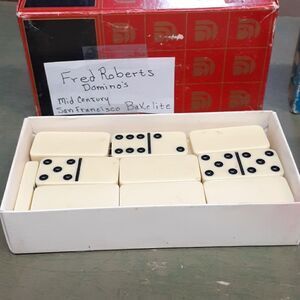 Fred Roberts
Domino's
Mid Century
San Francisco Bakelite